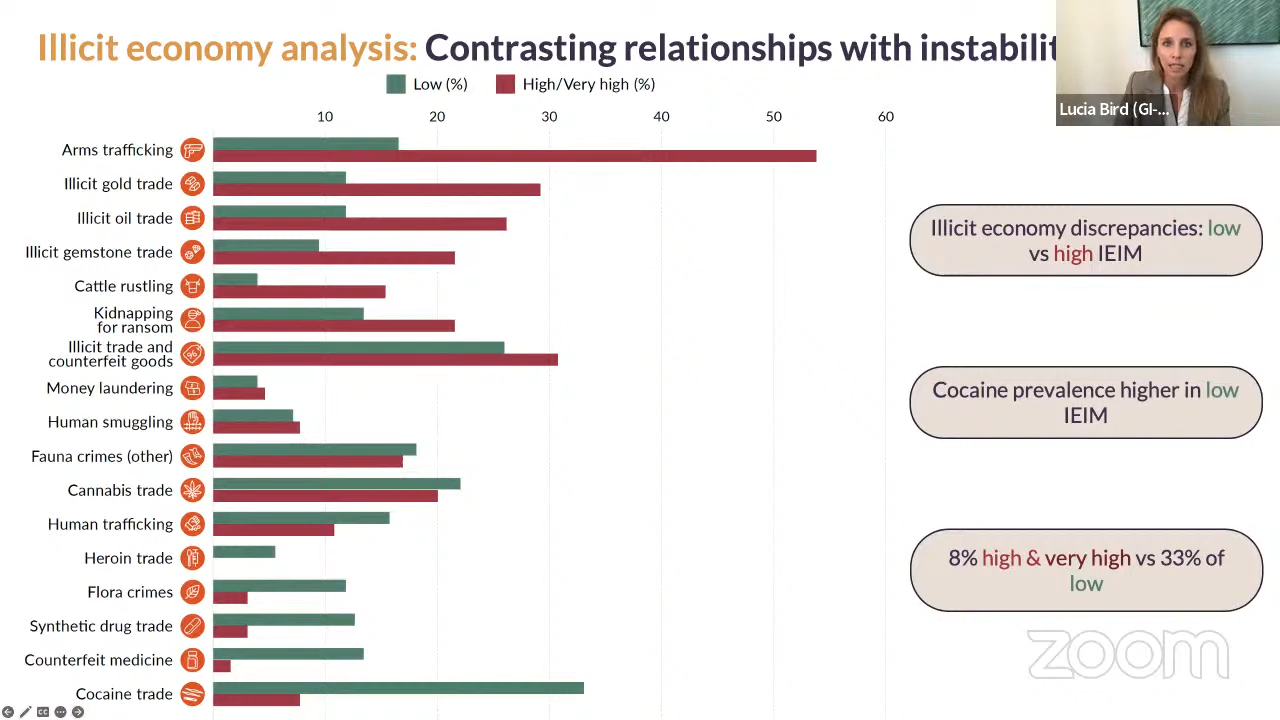 Illicit economy analysis: Contrasting relationships with instabilit
Lucia Bird (GI-...
Low (%)
High/Very high (%)
10
20
30
40
50
60
Arms trafficking
Illicit gold trade
Illicit oil trade
Illicit gemstone trade
Cattle rustling
Kidnapping
for ransom
Illicit trade and
counterfeit goods
Money laundering
Human smuggling
Fauna crimes (other)
Cannabis trade
Human trafficking
Heroin trade
Flora crimes
Synthetic drug trade
Counterfeit medicine
Cocaine trade
Illicit economy discrepancies: low
vs high IEIM
Cocaine prevalence higher in low
IEIM
8% high & very high vs 33% of
low
zoom
CC